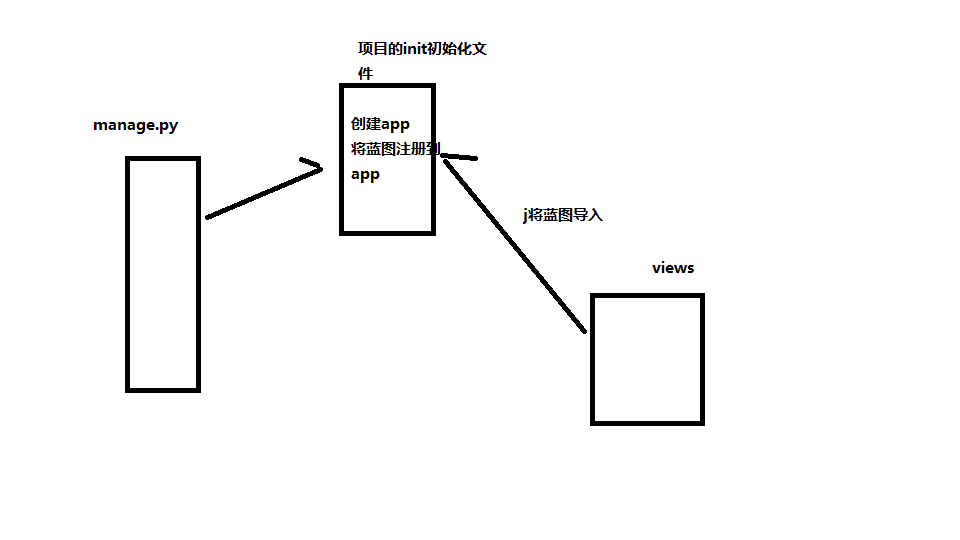 项目的init初始化文
件
manage.py
创建app
将蓝图注册到
app
j将蓝图导入
views